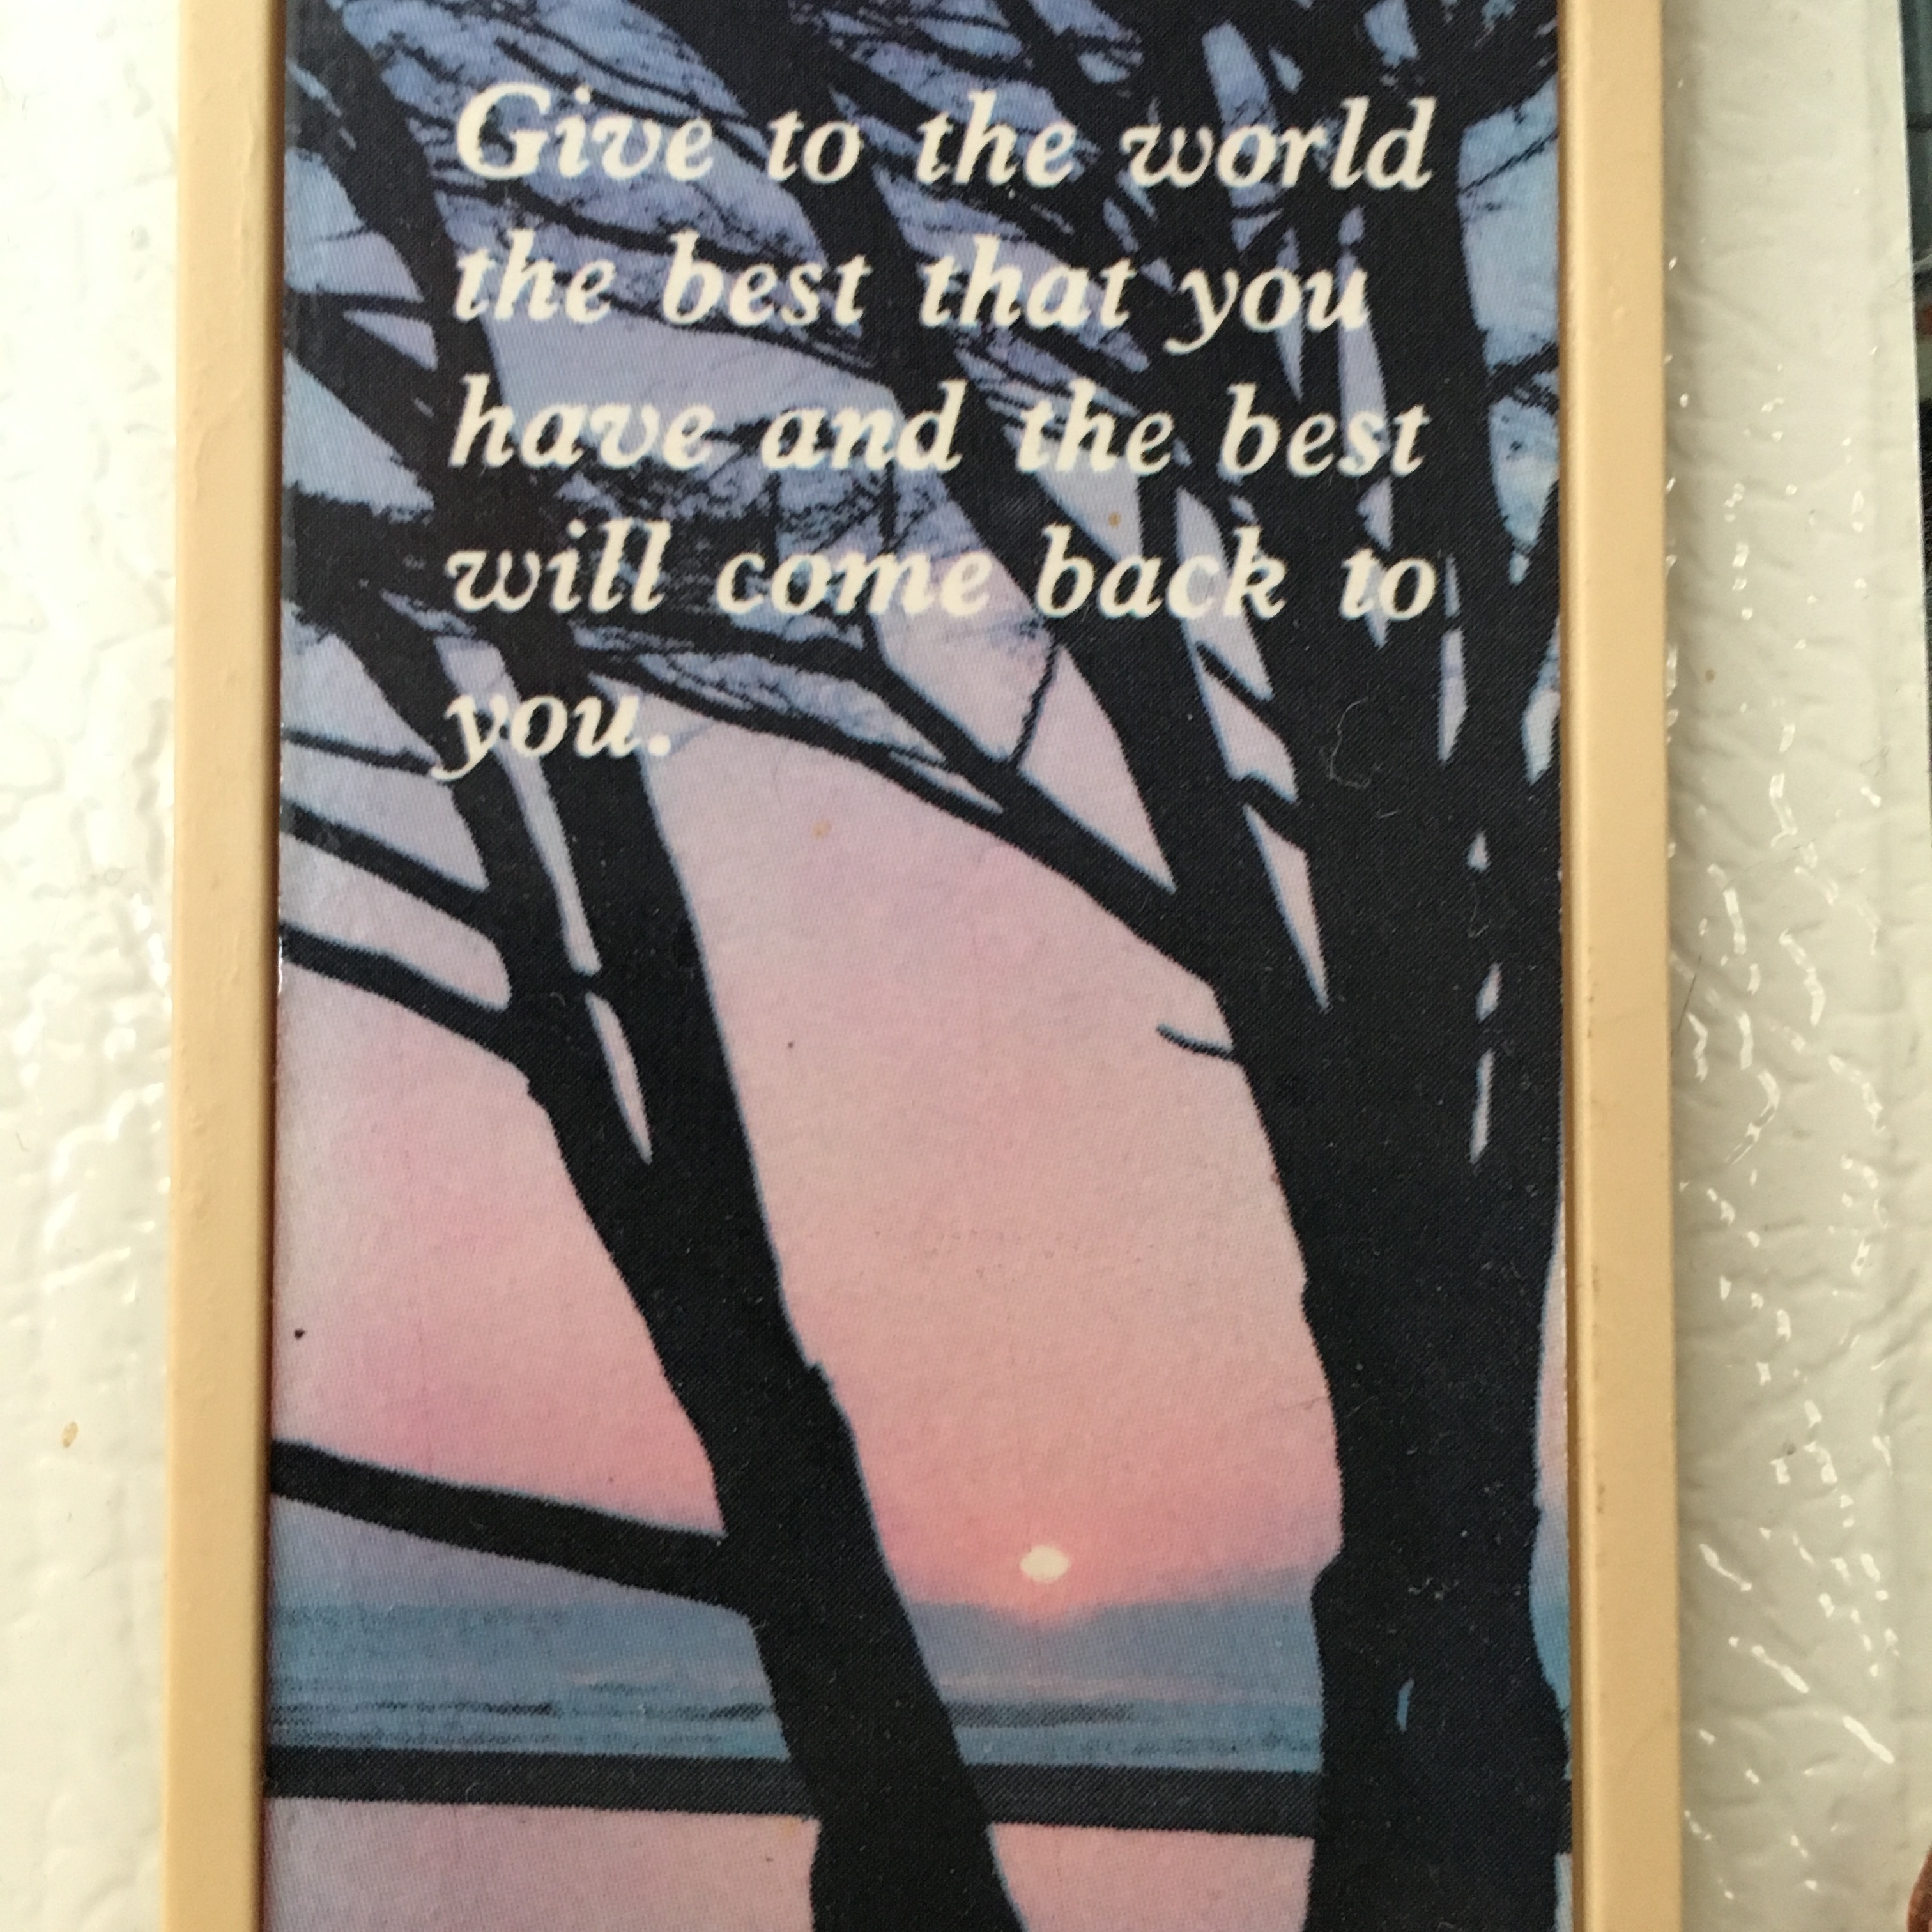 Give to the world
the best that you
have and the best
will come back to
you.